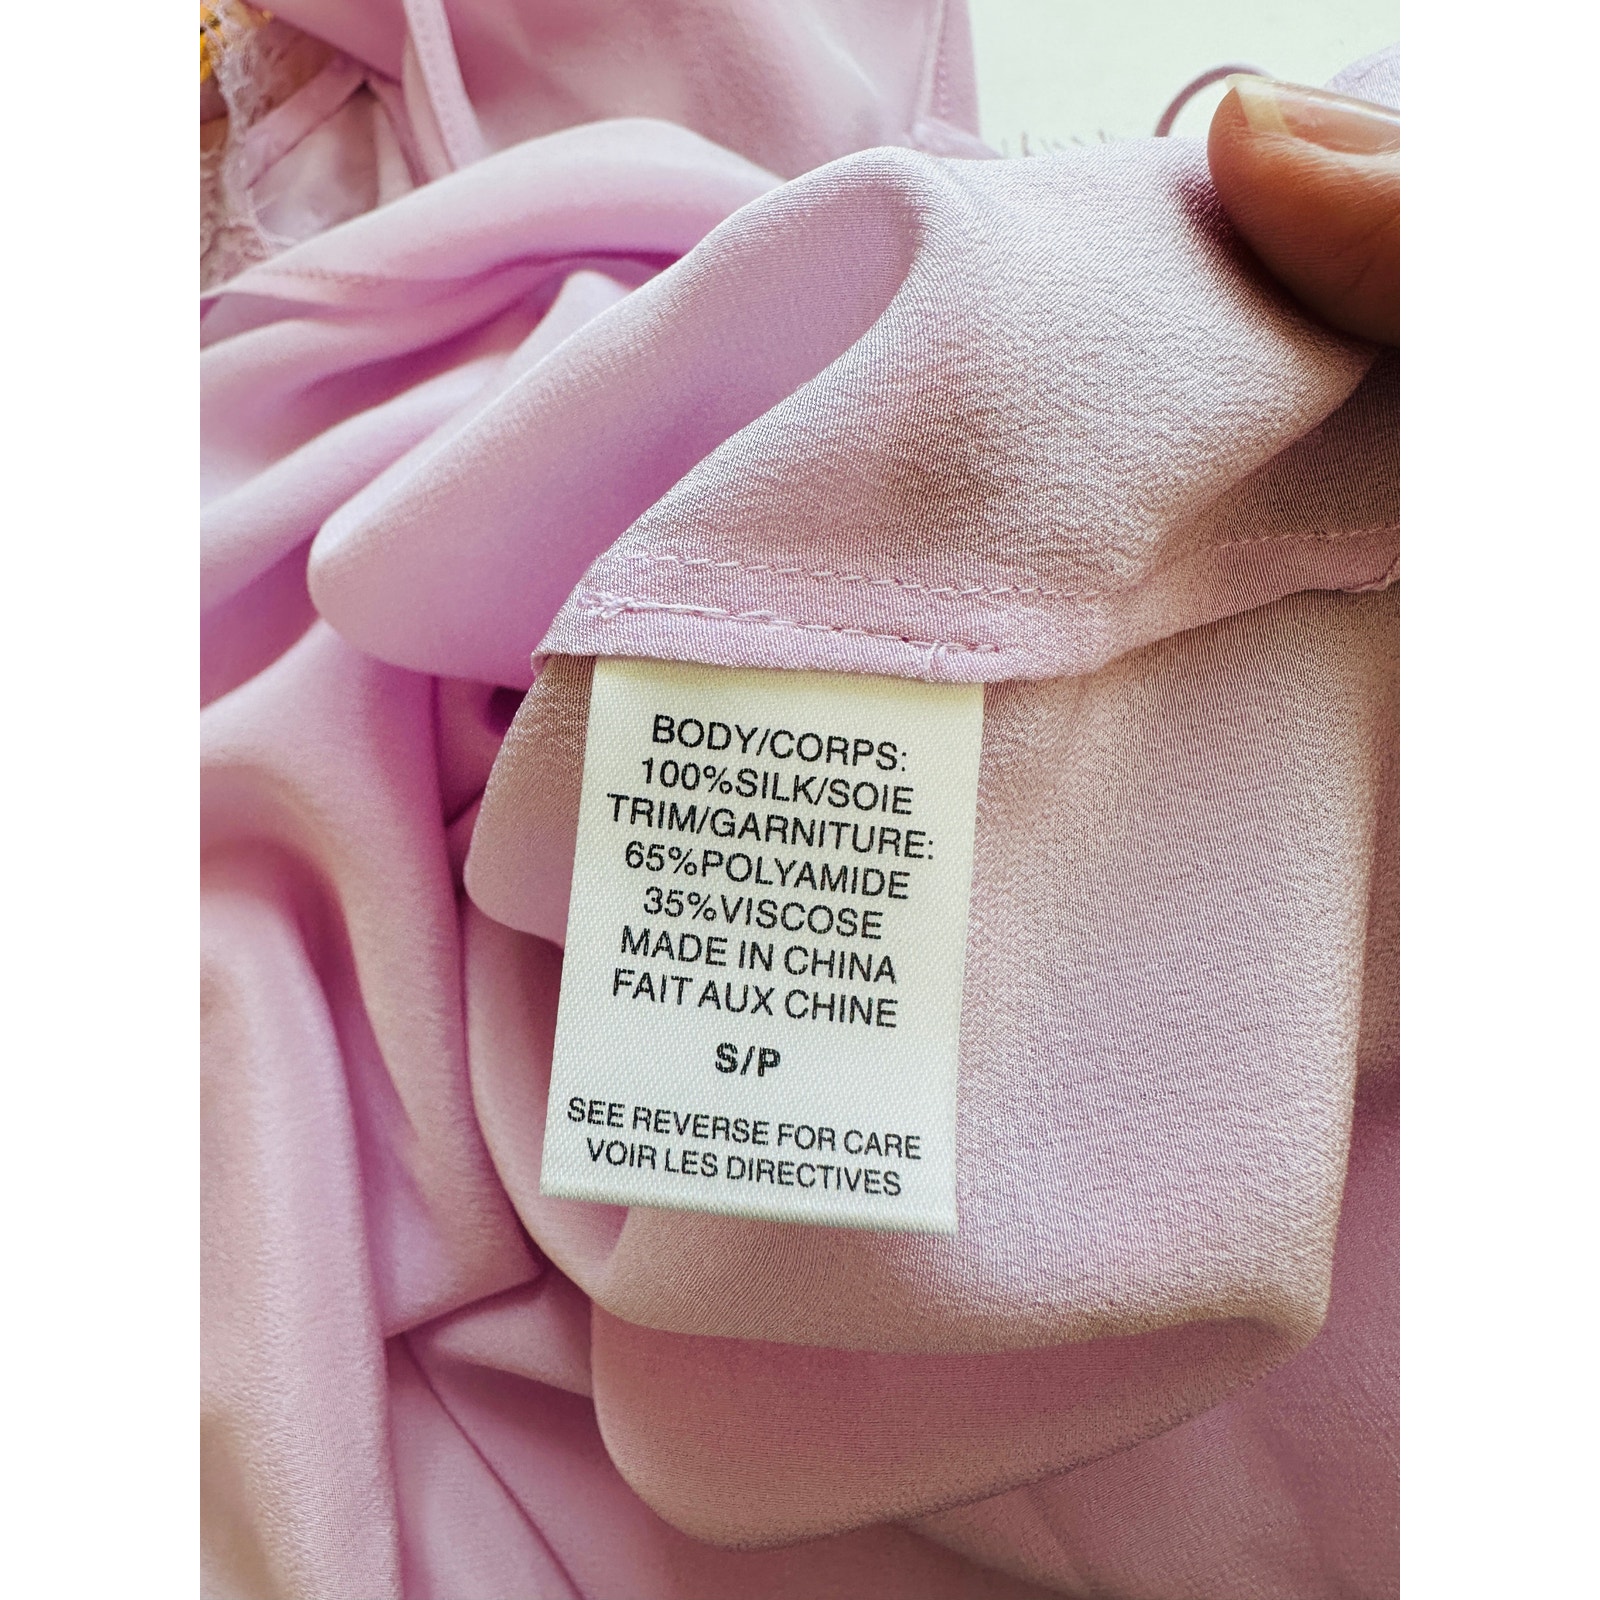 BODY/CORPS:
100%SILK/SOIE
TRIM/GARNITURE:
65%POLYAMIDE
35%VISCOSE
MADE IN CHINA
FAIT AUX CHINE
S/P
SEE REVERSE FOR CARE
VOIR LES DIRECTIVES